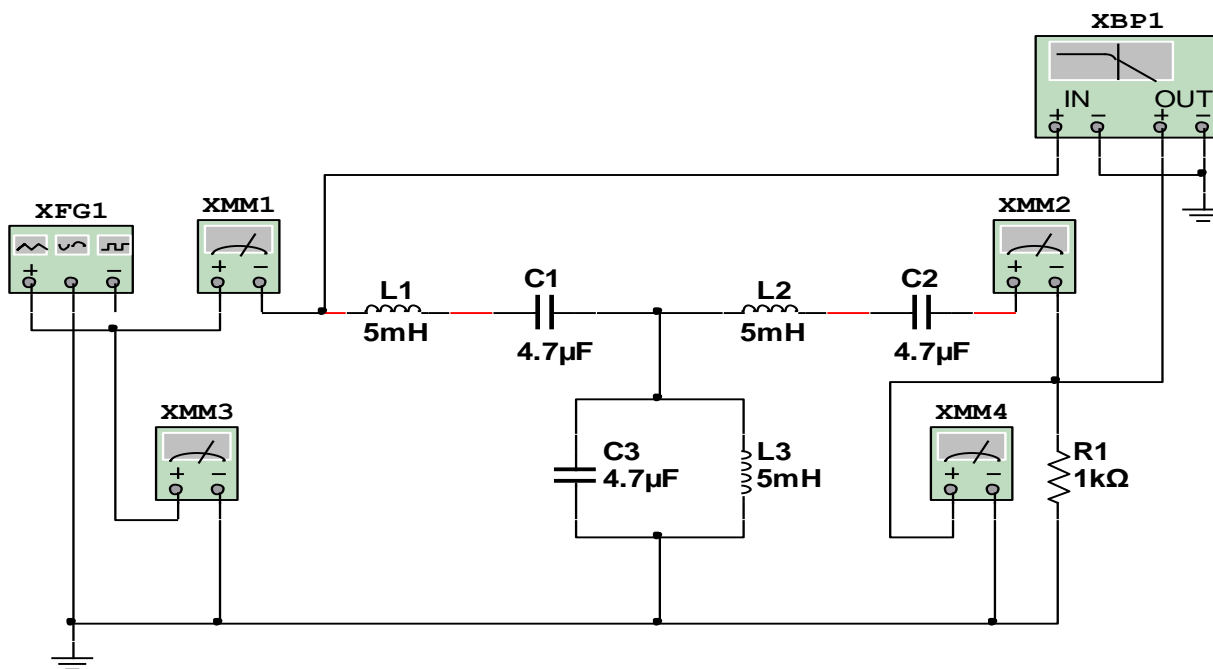 XBP1
IN OUT
+ − + −
XFG1
+ −
XMM1
+ −
XMM2
+ −
L1
5mH
C1
4.7µF
L2
5mH
C2
4.7µF
XMM3
+ −
C3
4.7µF
L3
5mH
XMM4
+ −
R1
1kΩ